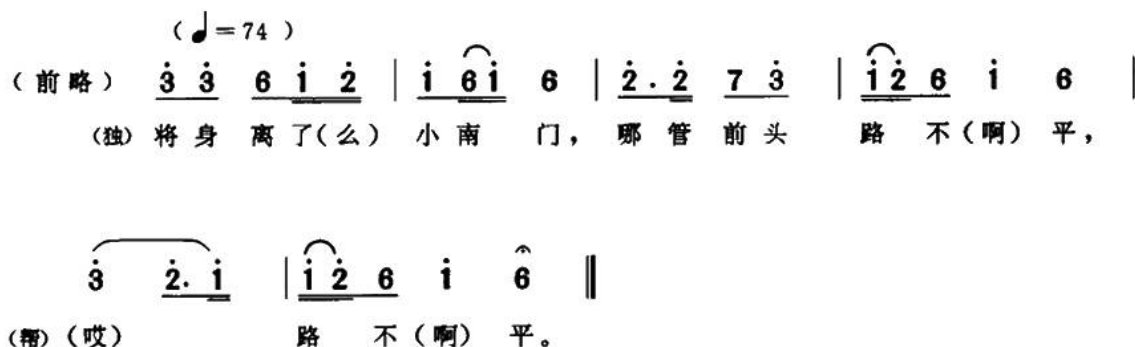 (♩=74)
(前略) 3̇ 3̇ 6 1̇ 2̇ | 1̇ 6 1̇ 6 | 2̇ . 2̇ 7 3̇ | 1̇ 2̇ 6 1̇ 6 |
(独) 将身 离了(么) 小南 门, 哪管前头 路 不(啊)平,
3̇ 2̇. 1̇ | 1̇ 2̇ 6 1̇ 6 ‖
(帮)(哎) 路 不(啊)平。